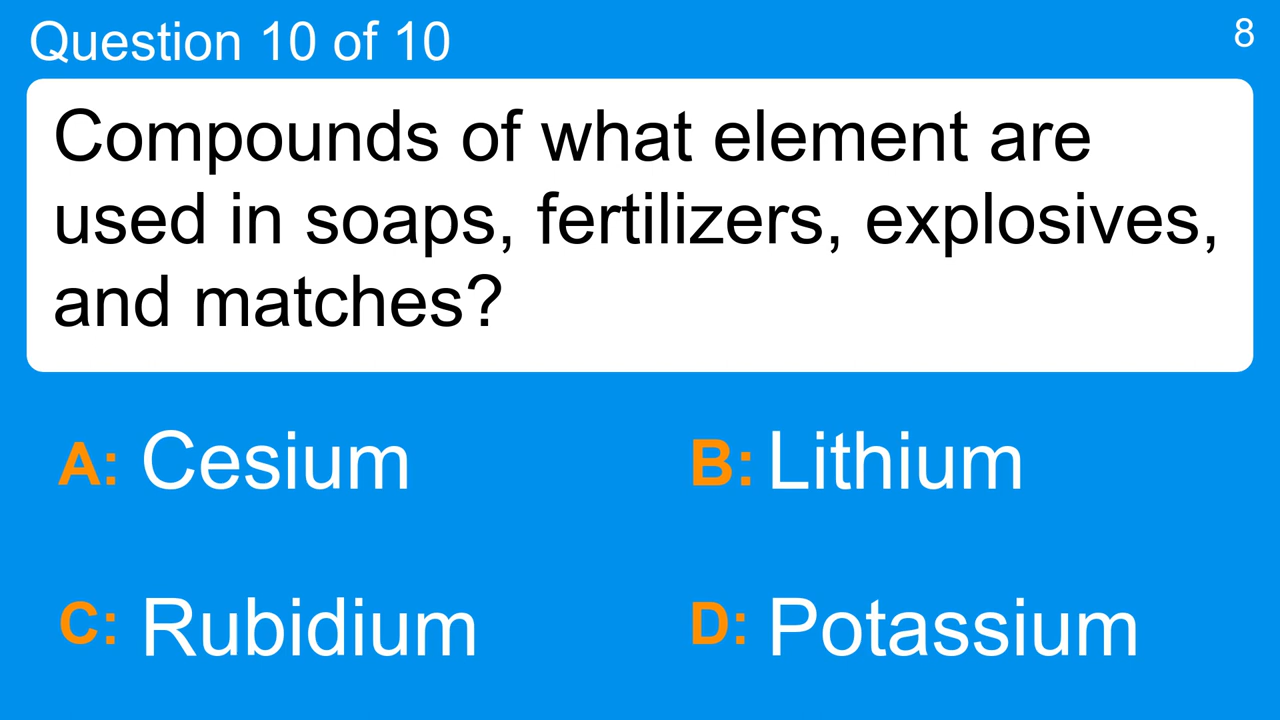 Question 10 of 10
8
Compounds of what element are
used in soaps, fertilizers, explosives,
and matches?
A: Cesium
B: Lithium
C: Rubidium
D: Potassium